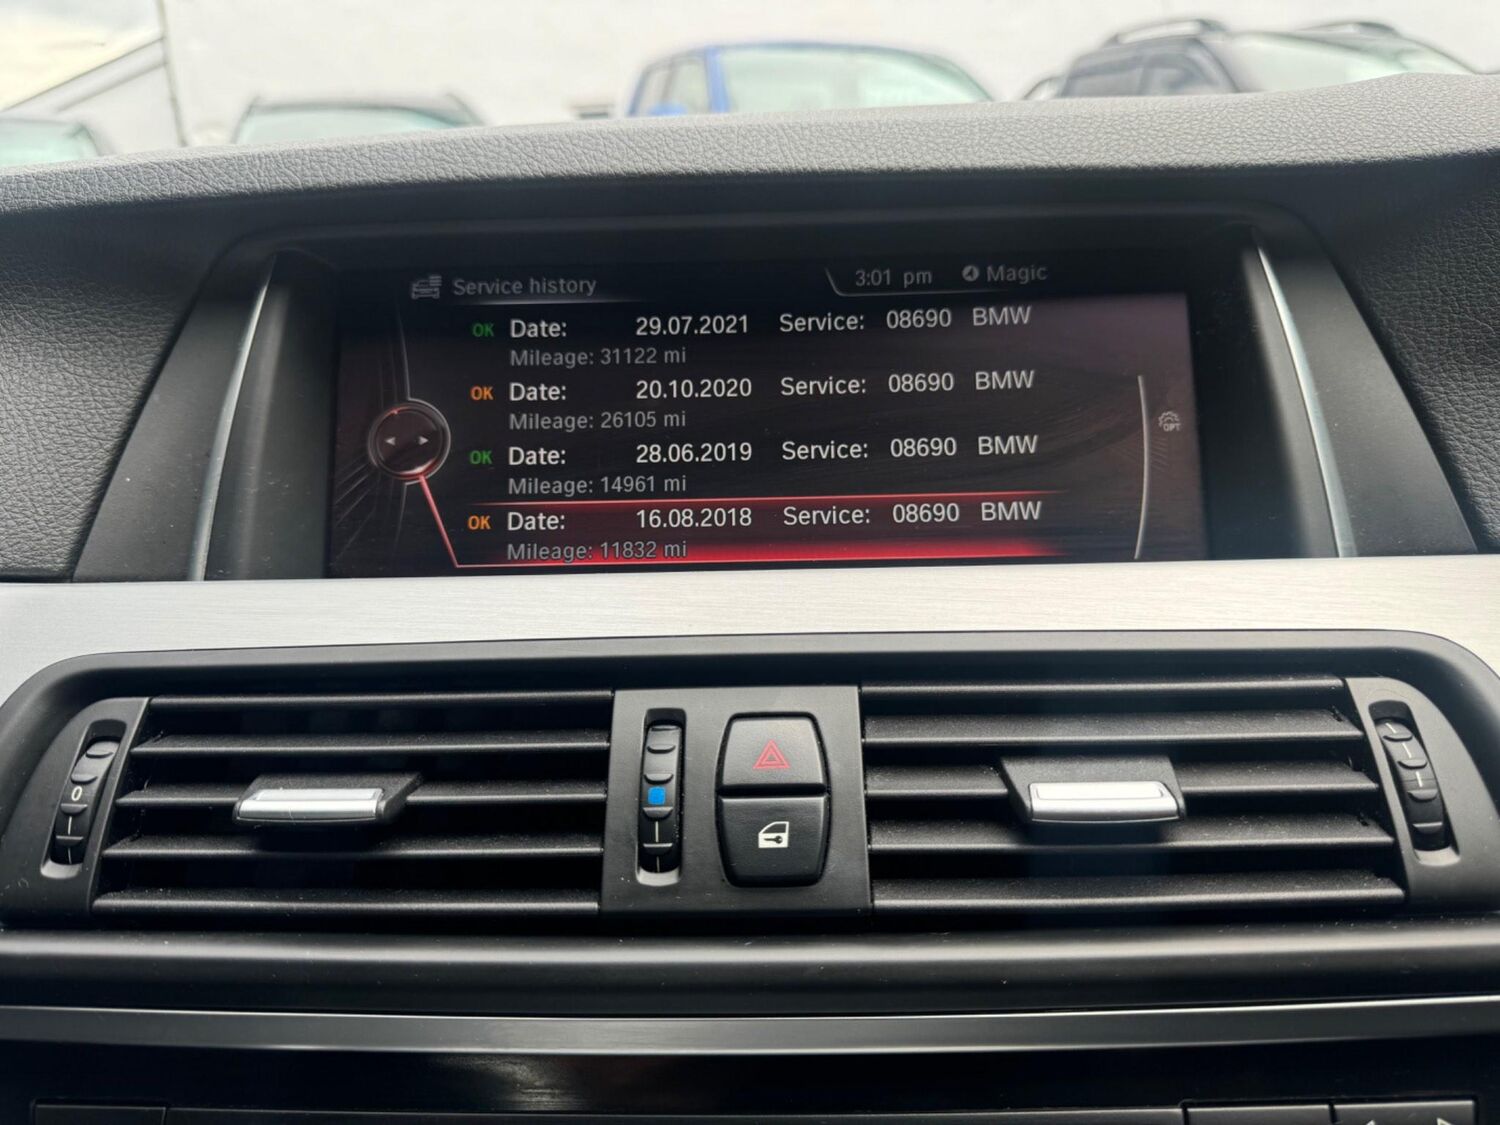 Service history 3:01 pm Magic
OK Date: 29.07.2021 Service: 08690 BMW
Mileage: 31122 mi
OK Date: 20.10.2020 Service: 08690 BMW
Mileage: 26105 mi
OPT
OK Date: 28.06.2019 Service: 08690 BMW
Mileage: 14961 mi
OK Date: 16.08.2018 Service: 08690 BMW
Mileage: 11832 mi
0